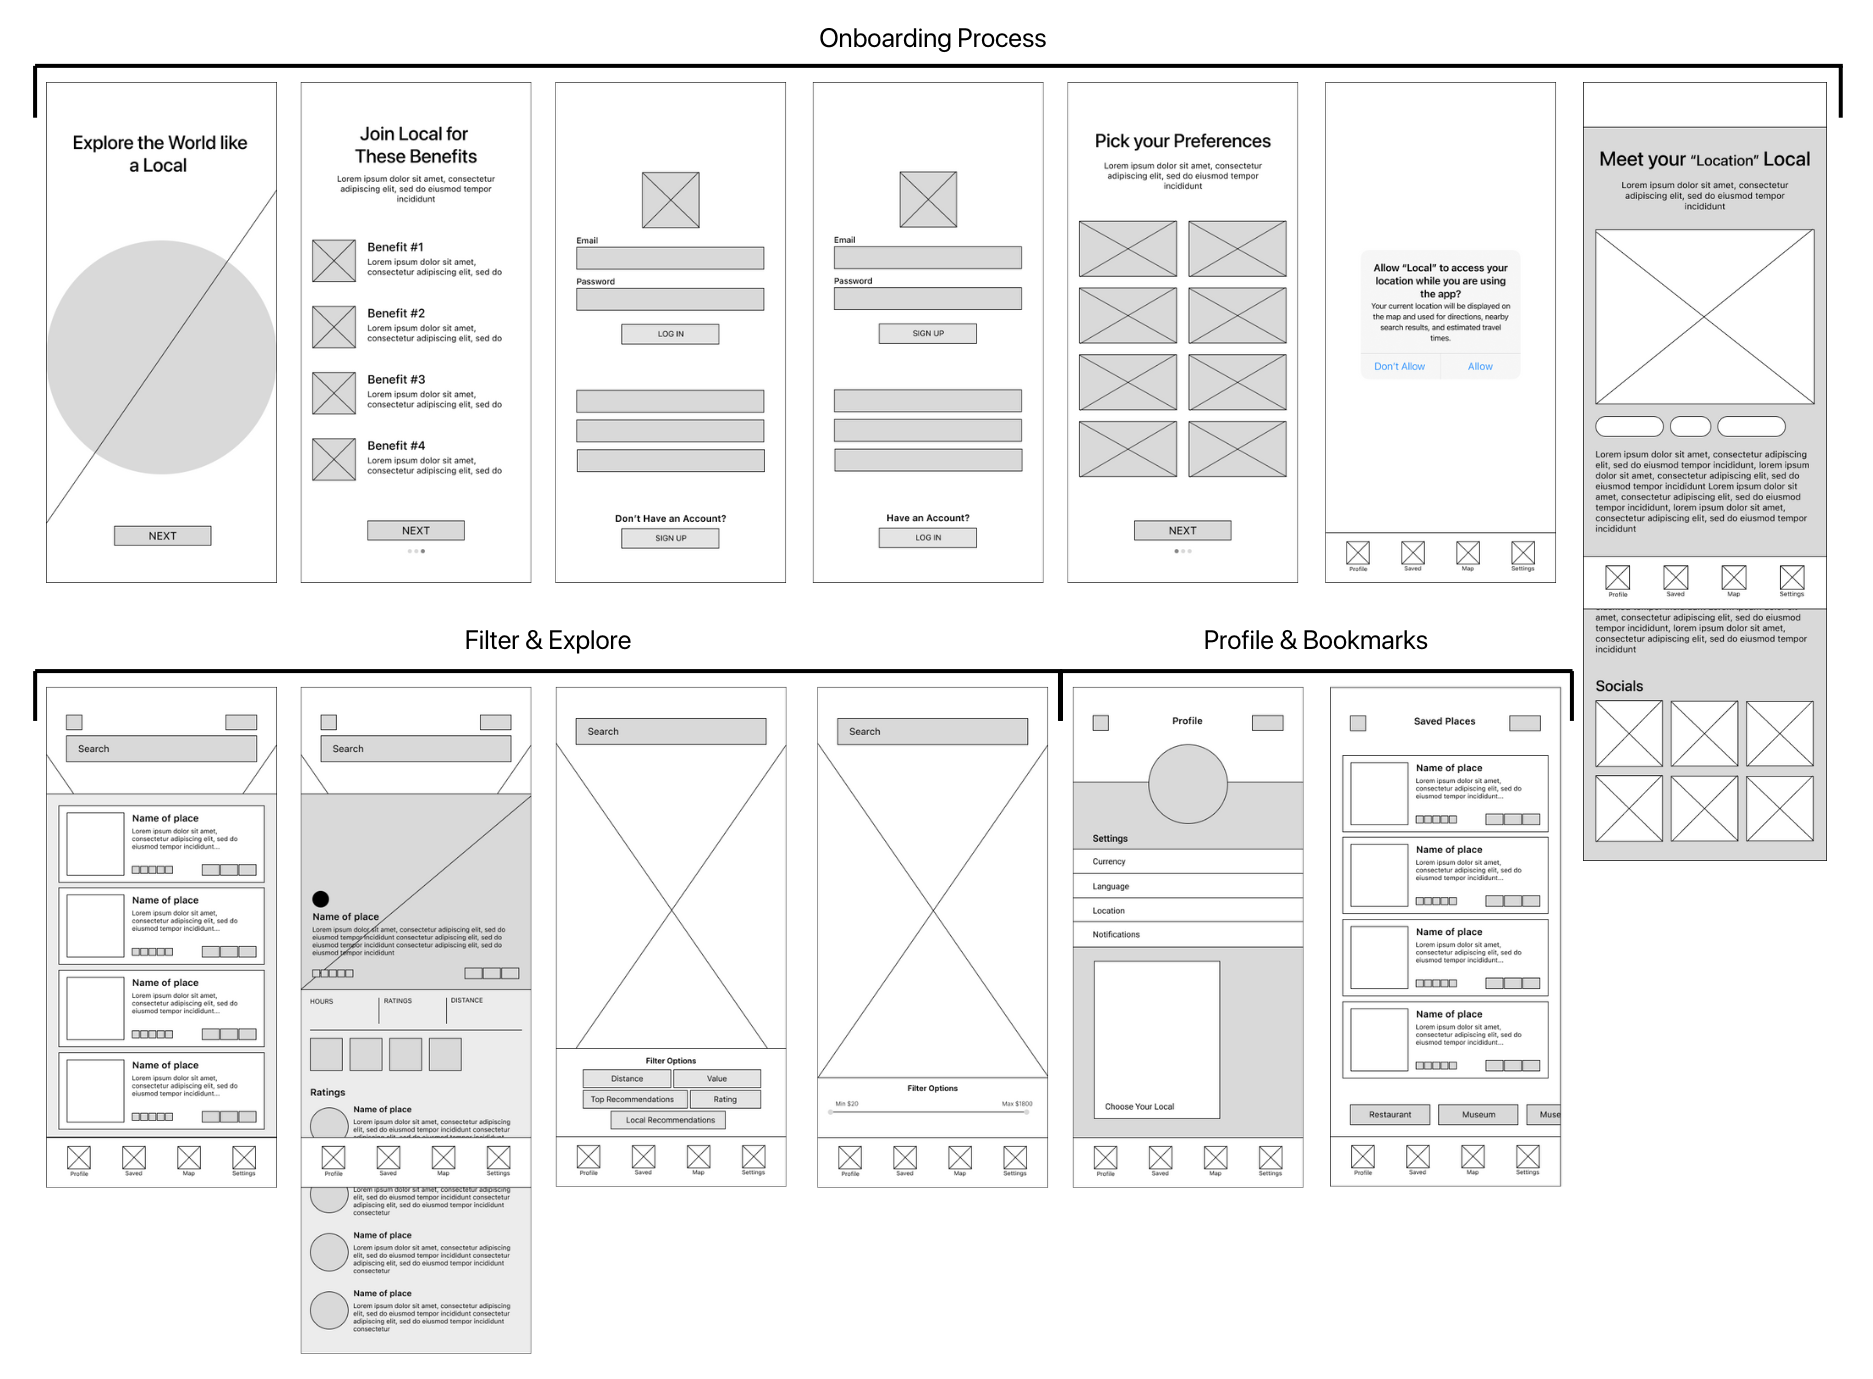 Onboarding Process
Explore the World like
a Local
NEXT
Join Local for
These Benefits
Lorem ipsum dolor sit amet, consectetur
adipiscing elit, sed do eiusmod tempor
incididunt
Benefit #1
Lorem ipsum dolor sit amet,
consectetur adipiscing elit, sed do
Benefit #2
Lorem ipsum dolor sit amet,
consectetur adipiscing elit, sed do
Benefit #3
Lorem ipsum dolor sit amet,
consectetur adipiscing elit, sed do
Benefit #4
Lorem ipsum dolor sit amet,
consectetur adipiscing elit, sed do
NEXT
Email
Password
LOG IN
Don't Have an Account?
SIGN UP
Email
Password
SIGN UP
Have an Account?
LOG IN
Pick your Preferences
Lorem ipsum dolor sit amet, consectetur
adipiscing elit, sed do eiusmod tempor
incididunt
NEXT
Allow “Local” to access your
location while you are using
the app?
Your current location will be displayed on
the map and used for directions, nearby
search results, and estimated travel
times.
Don't Allow
Allow
Profile
Saved
Map
Settings
Meet your “Location” Local
Lorem ipsum dolor sit amet, consectetur
adipiscing elit, sed do eiusmod tempor
incididunt
Lorem ipsum dolor sit amet, consectetur adipiscing
elit, sed do eiusmod tempor incididunt, lorem ipsum
dolor sit amet, consectetur adipiscing elit, sed do
eiusmod tempor incididunt Lorem ipsum dolor sit
amet, consectetur adipiscing elit, sed do eiusmod
tempor incididunt, lorem ipsum dolor sit amet,
consectetur adipiscing elit, sed do eiusmod tempor
incididunt
Profile
Saved
Map
Settings
amet, consectetur adipiscing elit, sed do eiusmod
tempor incididunt, lorem ipsum dolor sit amet,
consectetur adipiscing elit, sed do eiusmod tempor
incididunt
Socials
Filter & Explore
Search
Name of place
Lorem ipsum dolor sit amet,
consectetur adipiscing elit, sed do
eiusmod tempor incididunt...
Name of place
Lorem ipsum dolor sit amet,
consectetur adipiscing elit, sed do
eiusmod tempor incididunt...
Name of place
Lorem ipsum dolor sit amet,
consectetur adipiscing elit, sed do
eiusmod tempor incididunt...
Name of place
Lorem ipsum dolor sit amet,
consectetur adipiscing elit, sed do
eiusmod tempor incididunt...
Profile
Saved
Map
Settings
Search
Name of place
Lorem ipsum dolor sit amet, consectetur adipiscing elit, sed do
eiusmod tempor incididunt consectetur adipiscing elit, sed do
eiusmod tempor incididunt consectetur adipiscing elit, sed do
eiusmod tempor incididunt
HOURS
RATINGS
DISTANCE
Ratings
Name of place
Lorem ipsum dolor sit amet, consectetur adipiscing
elit, sed do eiusmod tempor incididunt consectetur
Profile
Saved
Map
Settings
Lorem ipsum dolor sit amet, consectetur adipiscing
elit, sed do eiusmod tempor incididunt consectetur
adipiscing elit, sed do eiusmod tempor incididunt
consectetur
Name of place
Lorem ipsum dolor sit amet, consectetur adipiscing
elit, sed do eiusmod tempor incididunt consectetur
adipiscing elit, sed do eiusmod tempor incididunt
consectetur
Name of place
Lorem ipsum dolor sit amet, consectetur adipiscing
elit, sed do eiusmod tempor incididunt consectetur
adipiscing elit, sed do eiusmod tempor incididunt
consectetur
Search
Filter Options
Distance
Value
Top Recommendations
Rating
Local Recommendations
Profile
Saved
Map
Settings
Search
Filter Options
Min $20
Max $1800
Profile
Saved
Map
Settings
Profile & Bookmarks
Profile
Settings
Currency
Language
Location
Notifications
Choose Your Local
Profile
Saved
Map
Settings
Saved Places
Name of place
Lorem ipsum dolor sit amet,
consectetur adipiscing elit, sed do
eiusmod tempor incididunt...
Name of place
Lorem ipsum dolor sit amet,
consectetur adipiscing elit, sed do
eiusmod tempor incididunt...
Name of place
Lorem ipsum dolor sit amet,
consectetur adipiscing elit, sed do
eiusmod tempor incididunt...
Name of place
Lorem ipsum dolor sit amet,
consectetur adipiscing elit, sed do
eiusmod tempor incididunt...
Restaurant
Museum
Muse
Profile
Saved
Map
Settings